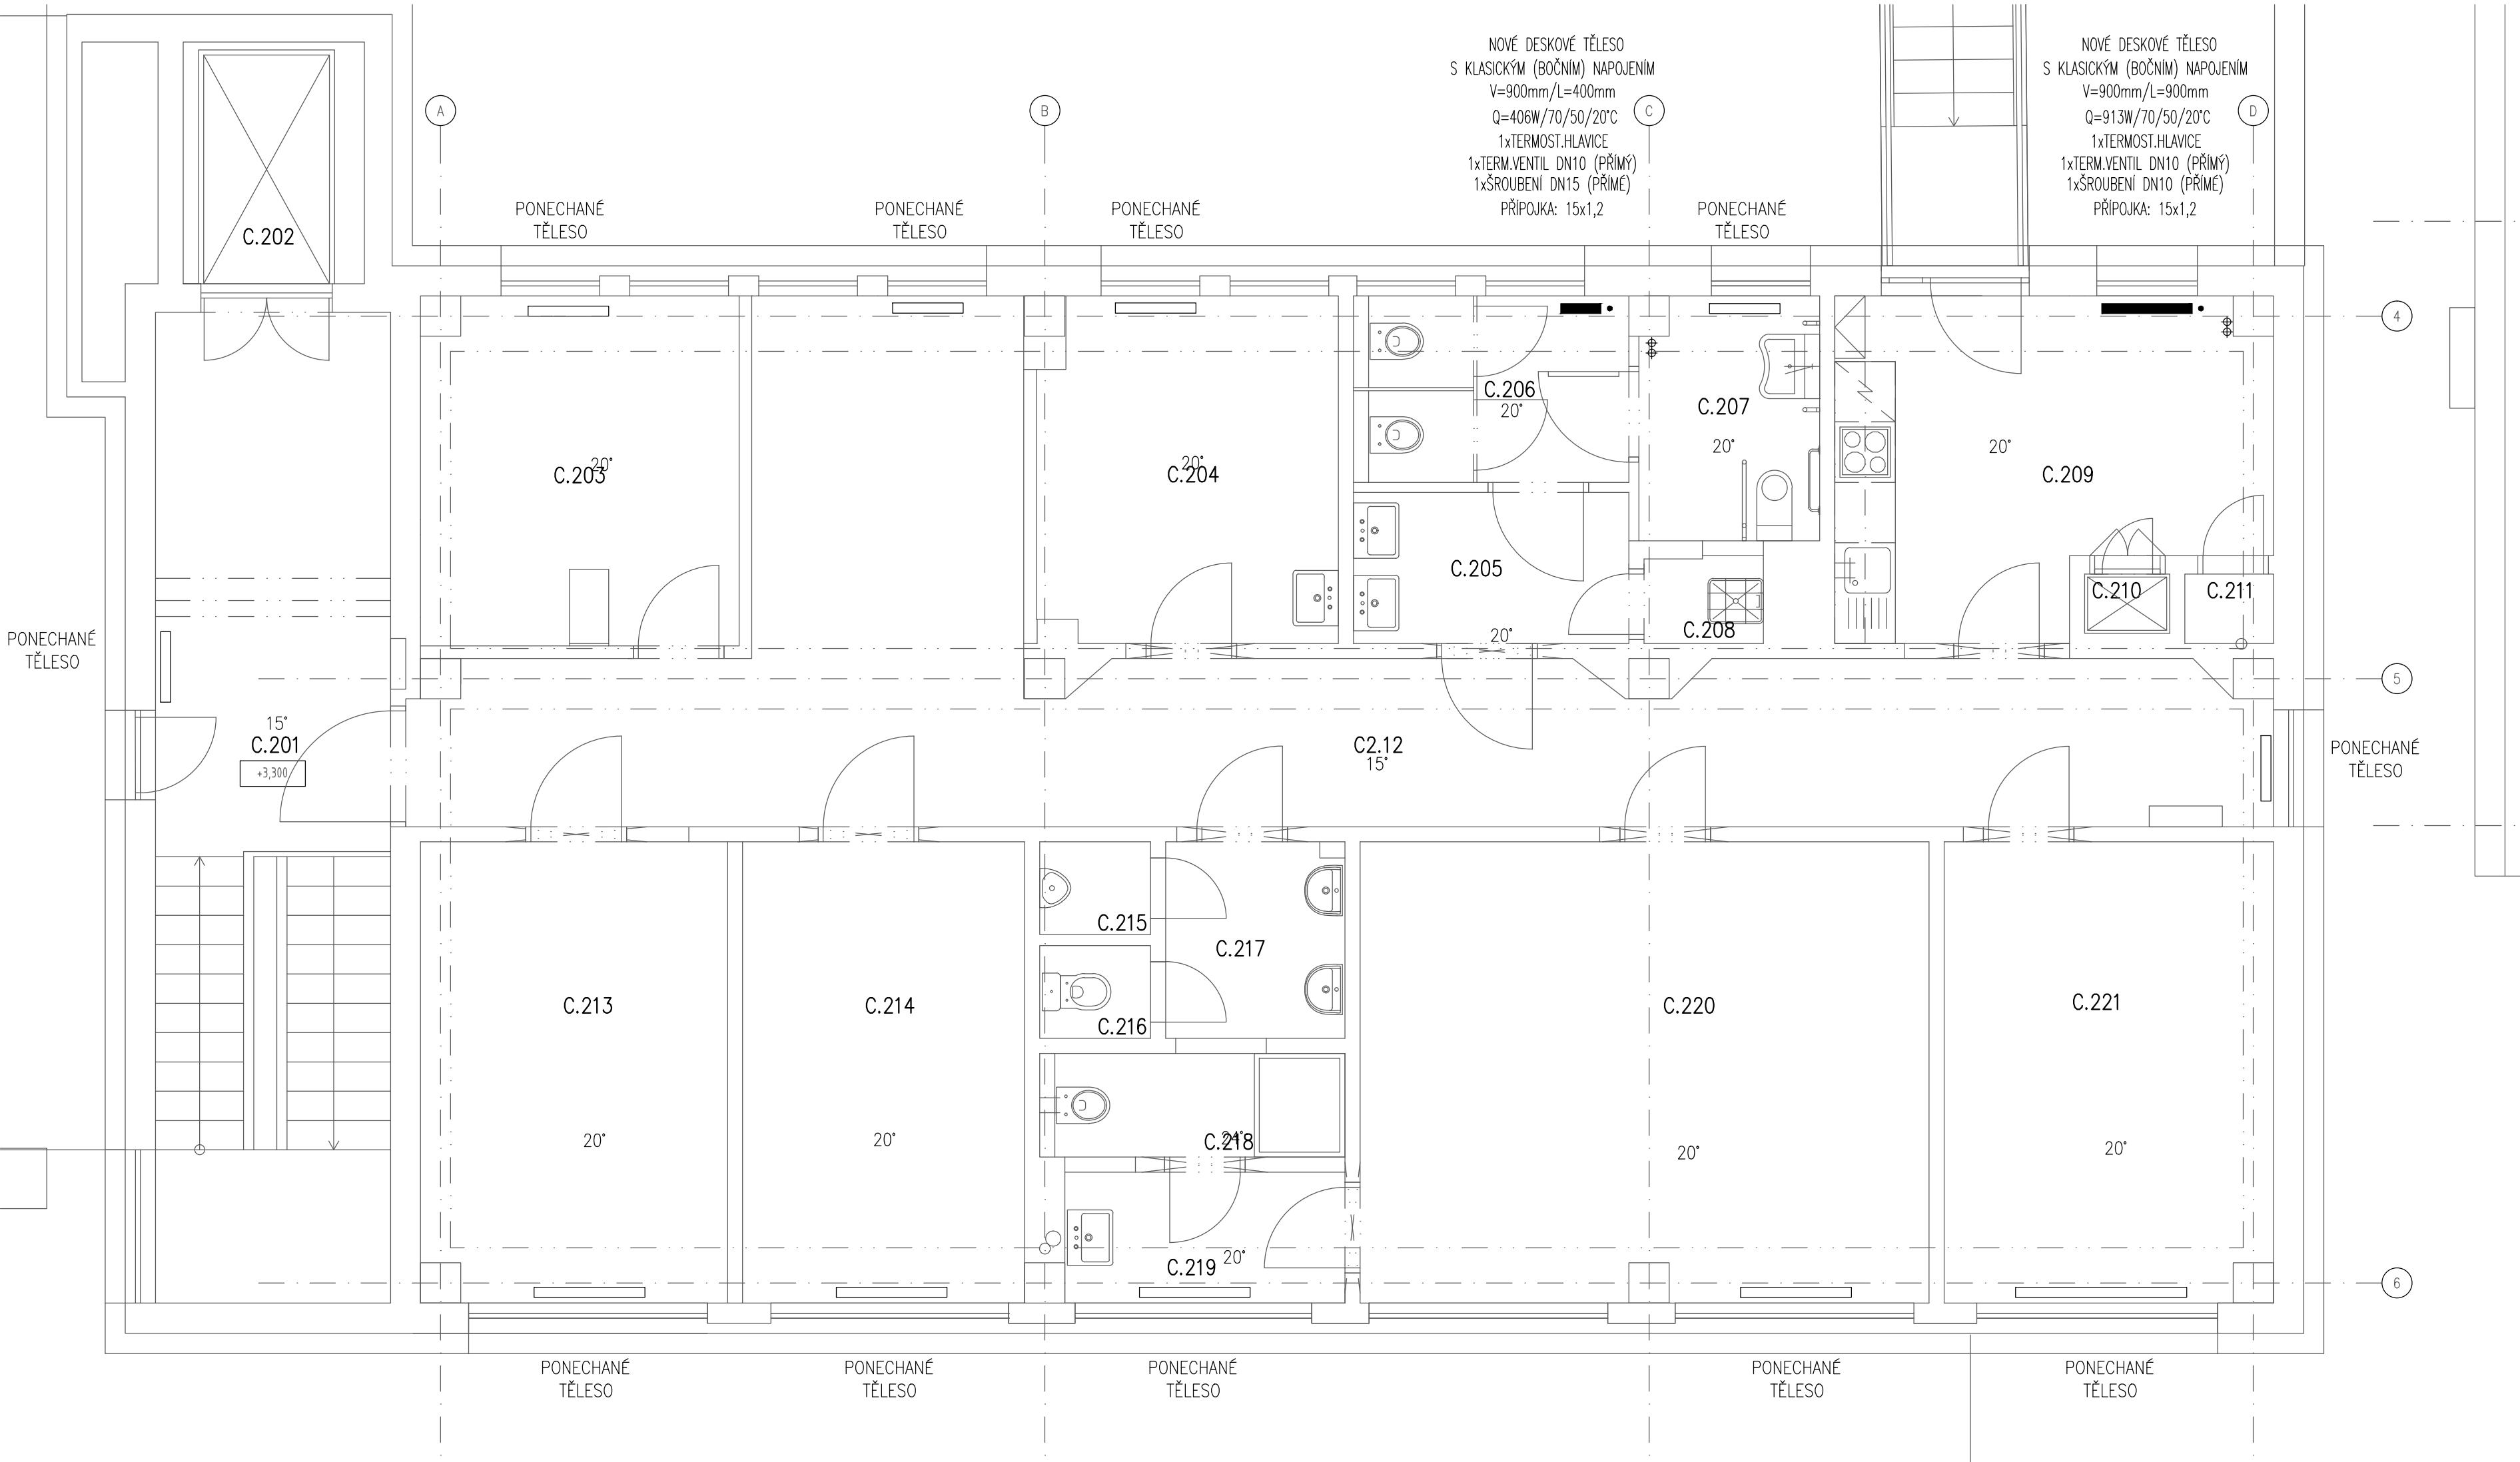 NOVÉ DESKOVÉ TĚLESO
S KLASICKÝM (BOČNÍM) NAPOJENÍM
V=900mm/L=400mm
Q=406W/70/50/20°C
1xTERMOST.HLAVICE
1xTERM.VENTIL DN10 (PŘÍMÝ)
1xŠROUBENÍ DN15 (PŘÍMÉ)
PŘÍPOJKA: 15x1,2
NOVÉ DESKOVÉ TĚLESO
S KLASICKÝM (BOČNÍM) NAPOJENÍM
V=900mm/L=900mm
Q=913W/70/50/20°C
1xTERMOST.HLAVICE
1xTERM.VENTIL DN10 (PŘÍMÝ)
1xŠROUBENÍ DN10 (PŘÍMÉ)
PŘÍPOJKA: 15x1,2
A
B
C
D
PONECHANÉ
TĚLESO
PONECHANÉ
TĚLESO
PONECHANÉ
TĚLESO
PONECHANÉ
TĚLESO
C.202
4
C.206
20°
C.207
20°
20°
C.209
20°
C.203
20°
C.204
C.205
20°
C.208
C.210
C.211
PONECHANÉ
TĚLESO
5
15°
C.201
+3,300
C2.12
15°
PONECHANÉ
TĚLESO
C.215
C.217
C.213
C.214
C.216
C.220
C.221
20°
20°
24°
C.218
20°
20°
C.219
20°
6
PONECHANÉ
TĚLESO
PONECHANÉ
TĚLESO
PONECHANÉ
TĚLESO
PONECHANÉ
TĚLESO
PONECHANÉ
TĚLESO